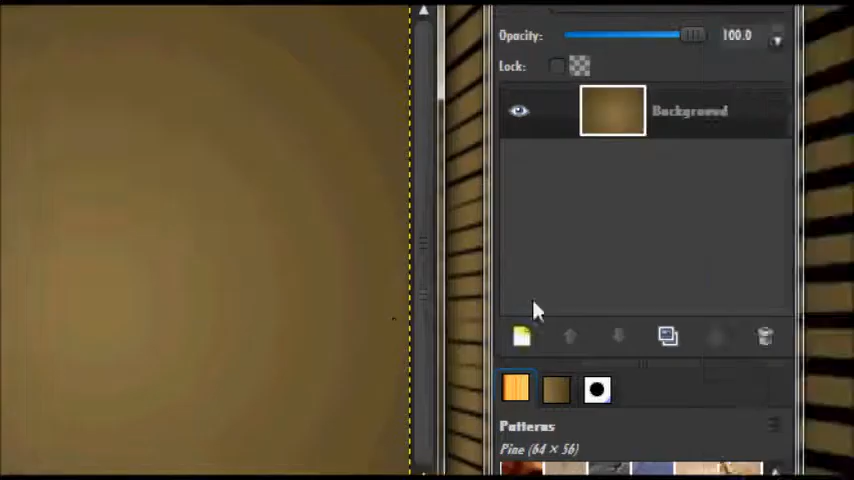 Opacity: 100.0
Lock:
Background
Patterns
Pine (64 × 56)